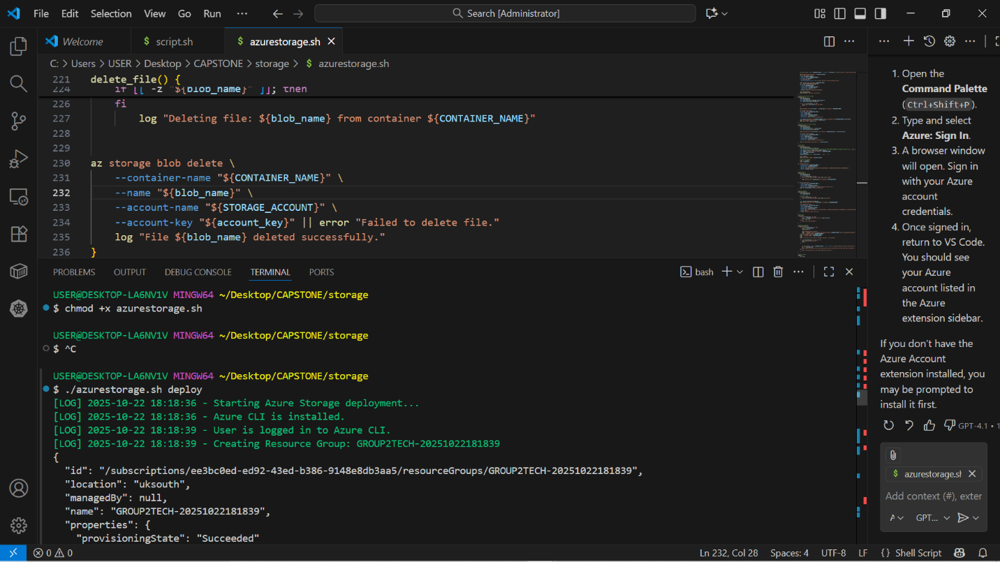 File Edit Selection View Go Run ··· Search [Administrator]
Welcome $ script.sh $ azurestorage.sh
C: > Users > USER > Desktop > CAPSTONE > storage > $ azurestorage.sh
221 delete_file() {
224 if [[ -z "${blob_name}" ]]; then
226 fi
227 log "Deleting file: ${blob_name} from container ${CONTAINER_NAME}"
228
229
230 az storage blob delete \
231 --container-name "${CONTAINER_NAME}" \
232 --name "${blob_name}" \
233 --account-name "${STORAGE_ACCOUNT}" \
234 --account-key "${account_key}" || error "Failed to delete file."
235 log "File ${blob_name} deleted successfully."
236 }
PROBLEMS OUTPUT DEBUG CONSOLE TERMINAL PORTS bash
USER@DESKTOP-LA6NV1V MINGW64 ~/Desktop/CAPSTONE/storage
$ chmod +x azurestorage.sh
USER@DESKTOP-LA6NV1V MINGW64 ~/Desktop/CAPSTONE/storage
$ ^C
USER@DESKTOP-LA6NV1V MINGW64 ~/Desktop/CAPSTONE/storage
$ ./azurestorage.sh deploy
[LOG] 2025-10-22 18:18:36 - Starting Azure Storage deployment...
[LOG] 2025-10-22 18:18:36 - Azure CLI is installed.
[LOG] 2025-10-22 18:18:39 - User is logged in to Azure CLI.
[LOG] 2025-10-22 18:18:39 - Creating Resource Group: GROUP2TECH-20251022181839
{
"id": "/subscriptions/ee3bc0ed-ed92-43ed-b386-9148e8db3aa5/resourceGroups/GROUP2TECH-20251022181839",
"location": "uksouth",
"managedBy": null,
"name": "GROUP2TECH-20251022181839",
"properties": {
"provisioningState": "Succeeded"
1. Open the
Command Palette
(Ctrl+Shift+P).
2. Type and select
Azure: Sign In.
3. A browser window
will open. Sign in
with your Azure
account
credentials.
4. Once signed in,
return to VS Code.
You should see
your Azure
account listed in
the Azure
extension sidebar.
If you don't have the
Azure Account
extension installed, you
may be prompted to
install it first.
GPT-4.1 • 1
$ azurestorage.sh
Add context (#), exter
A GPT...
0 0 Ln 232, Col 28 Spaces: 4 UTF-8 LF {} Shell Script